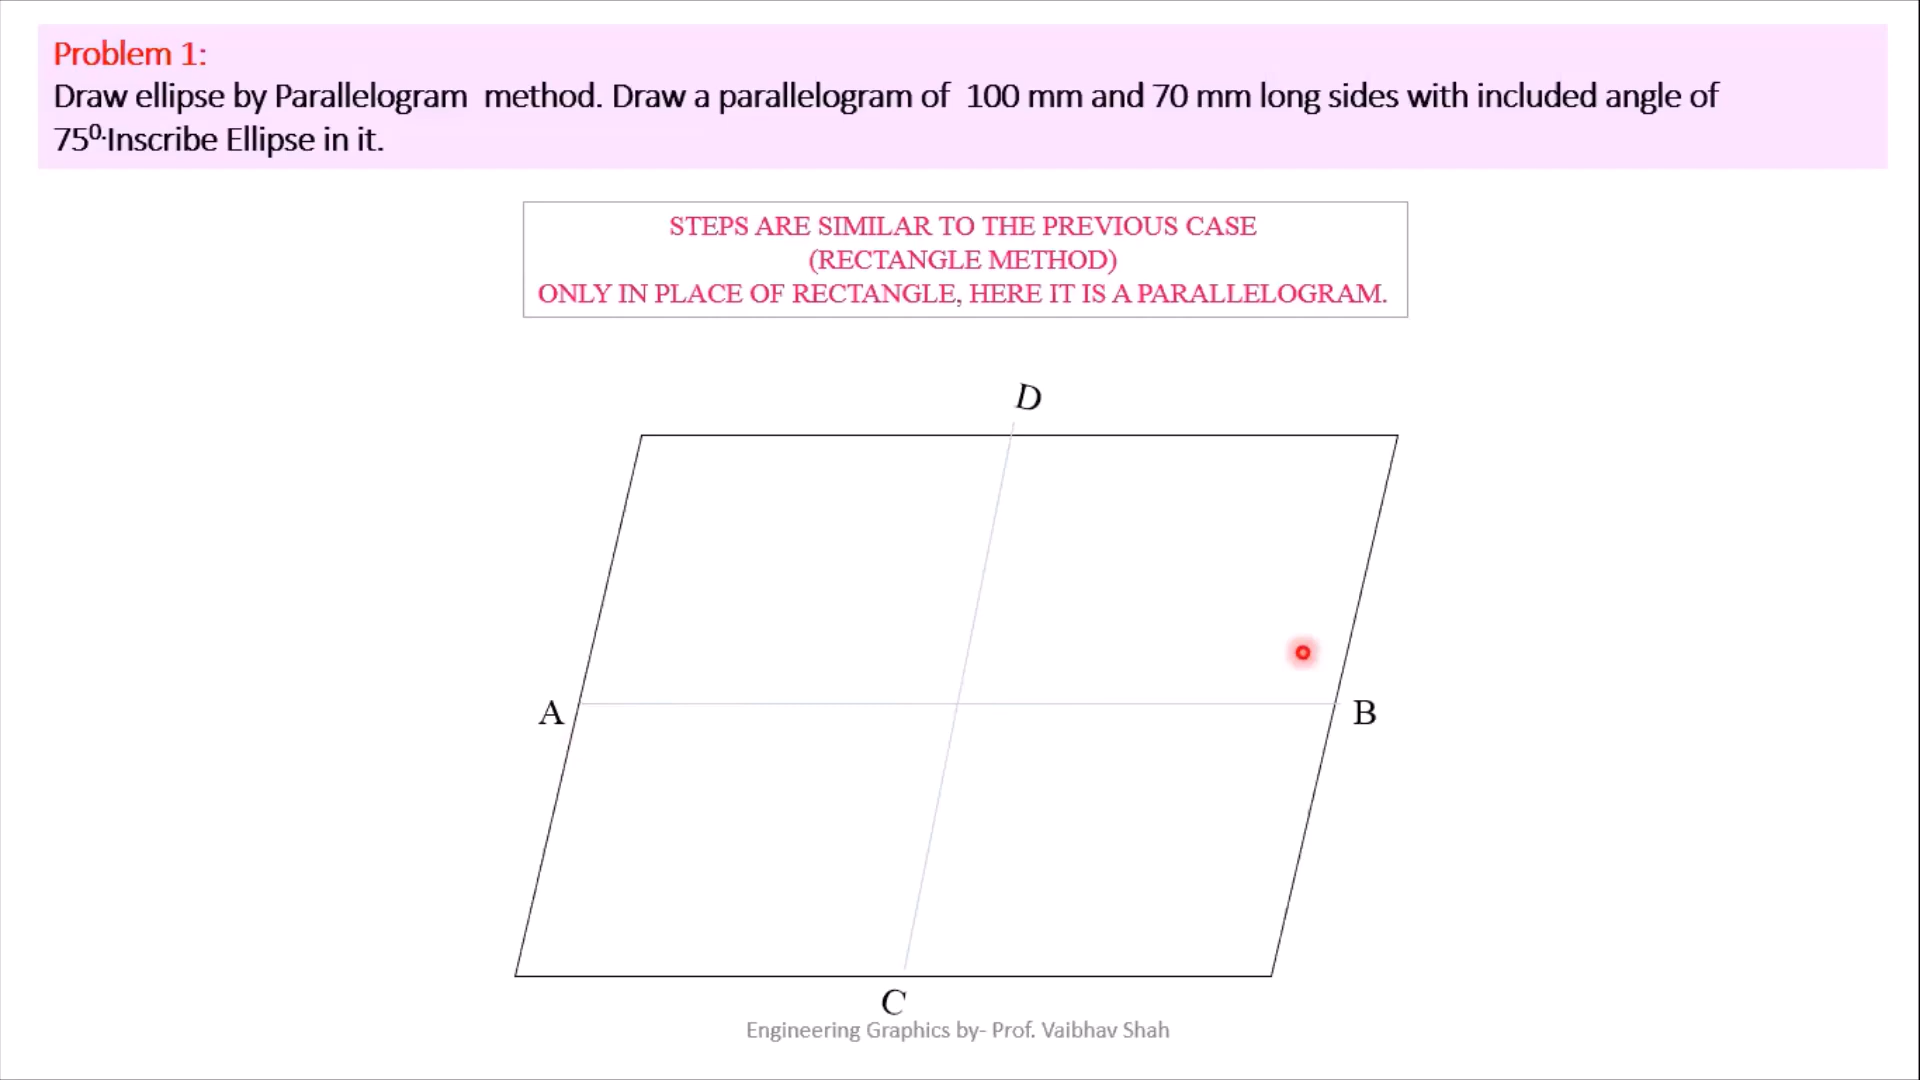 Problem 1:
Draw ellipse by Parallelogram method. Draw a parallelogram of 100 mm and 70 mm long sides with included angle of
75⁰.Inscribe Ellipse in it.
STEPS ARE SIMILAR TO THE PREVIOUS CASE
(RECTANGLE METHOD)
ONLY IN PLACE OF RECTANGLE, HERE IT IS A PARALLELOGRAM.
D
A
B
C
Engineering Graphics by- Prof. Vaibhav Shah